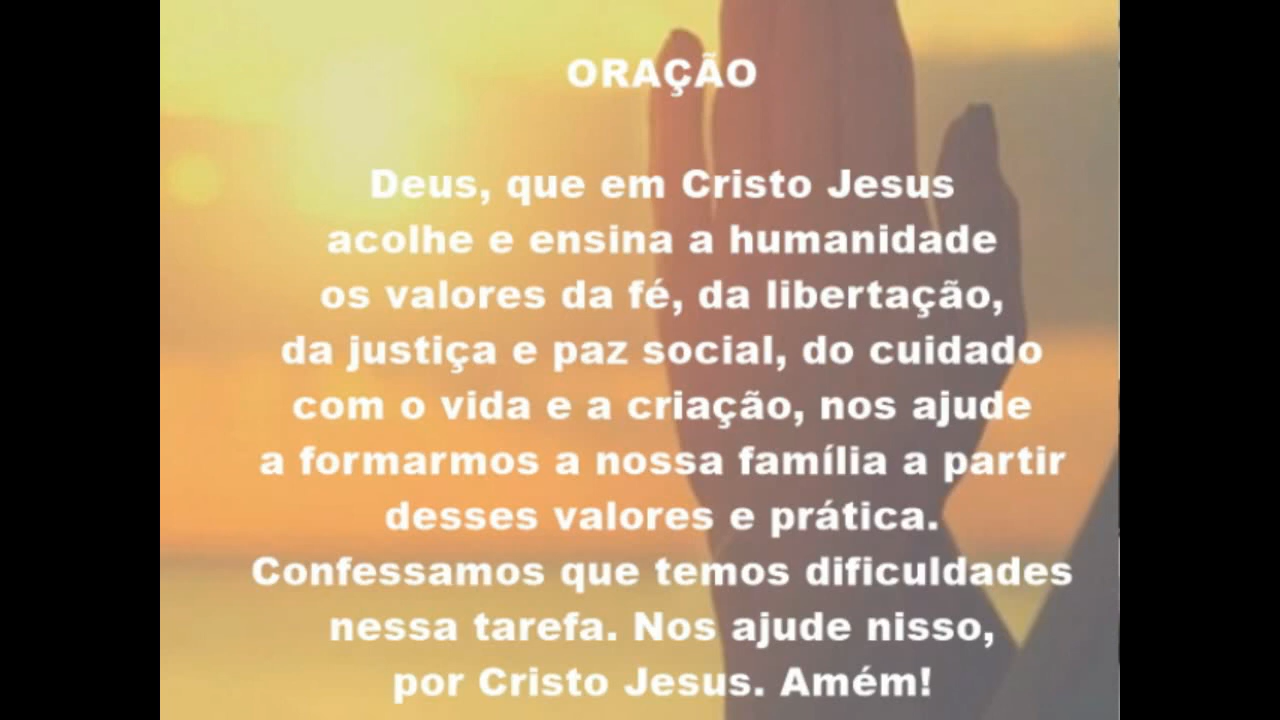 ORAÇÃO
Deus, que em Cristo Jesus
acolhe e ensina a humanidade
os valores da fé, da libertação,
da justiça e paz social, do cuidado
com o vida e a criação, nos ajude
a formarmos a nossa família a partir
desses valores e prática.
Confessamos que temos dificuldades
nessa tarefa. Nos ajude nisso,
por Cristo Jesus. Amém!